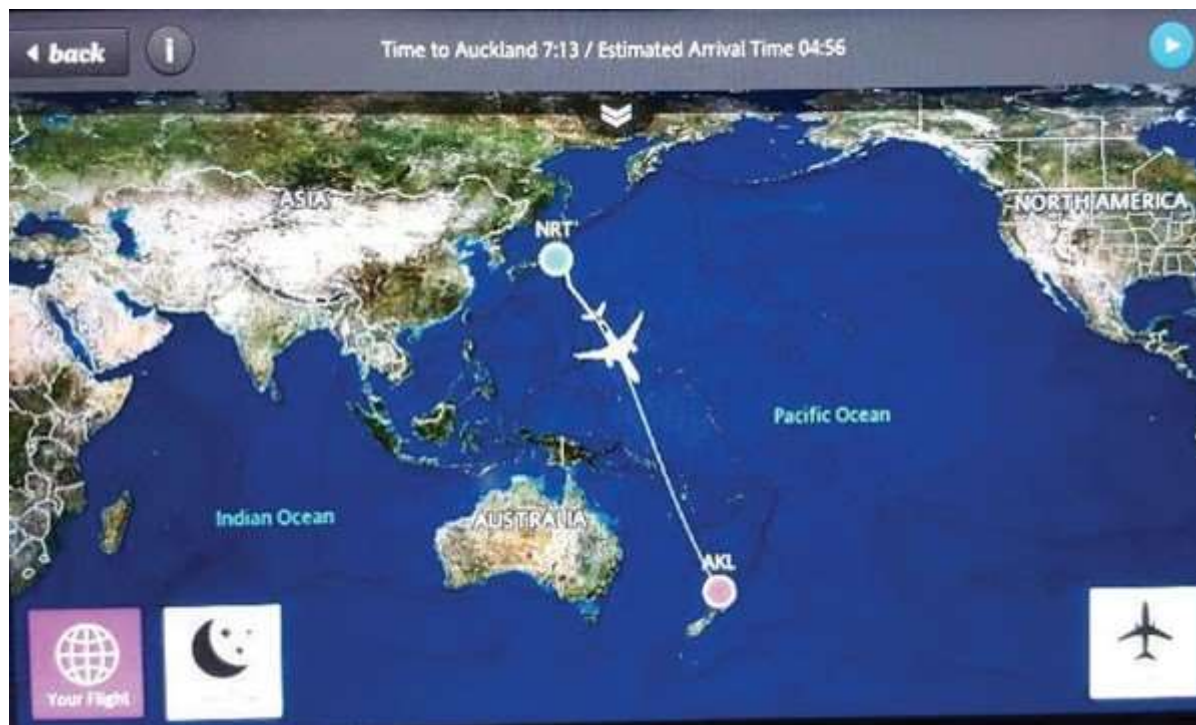 back
i
Time to Auckland 7:13 / Estimated Arrival Time 04:56
ASIA
NORTH AMERICA
NRT
Pacific Ocean
Indian Ocean
AUSTRALIA
AKL
Your Flight